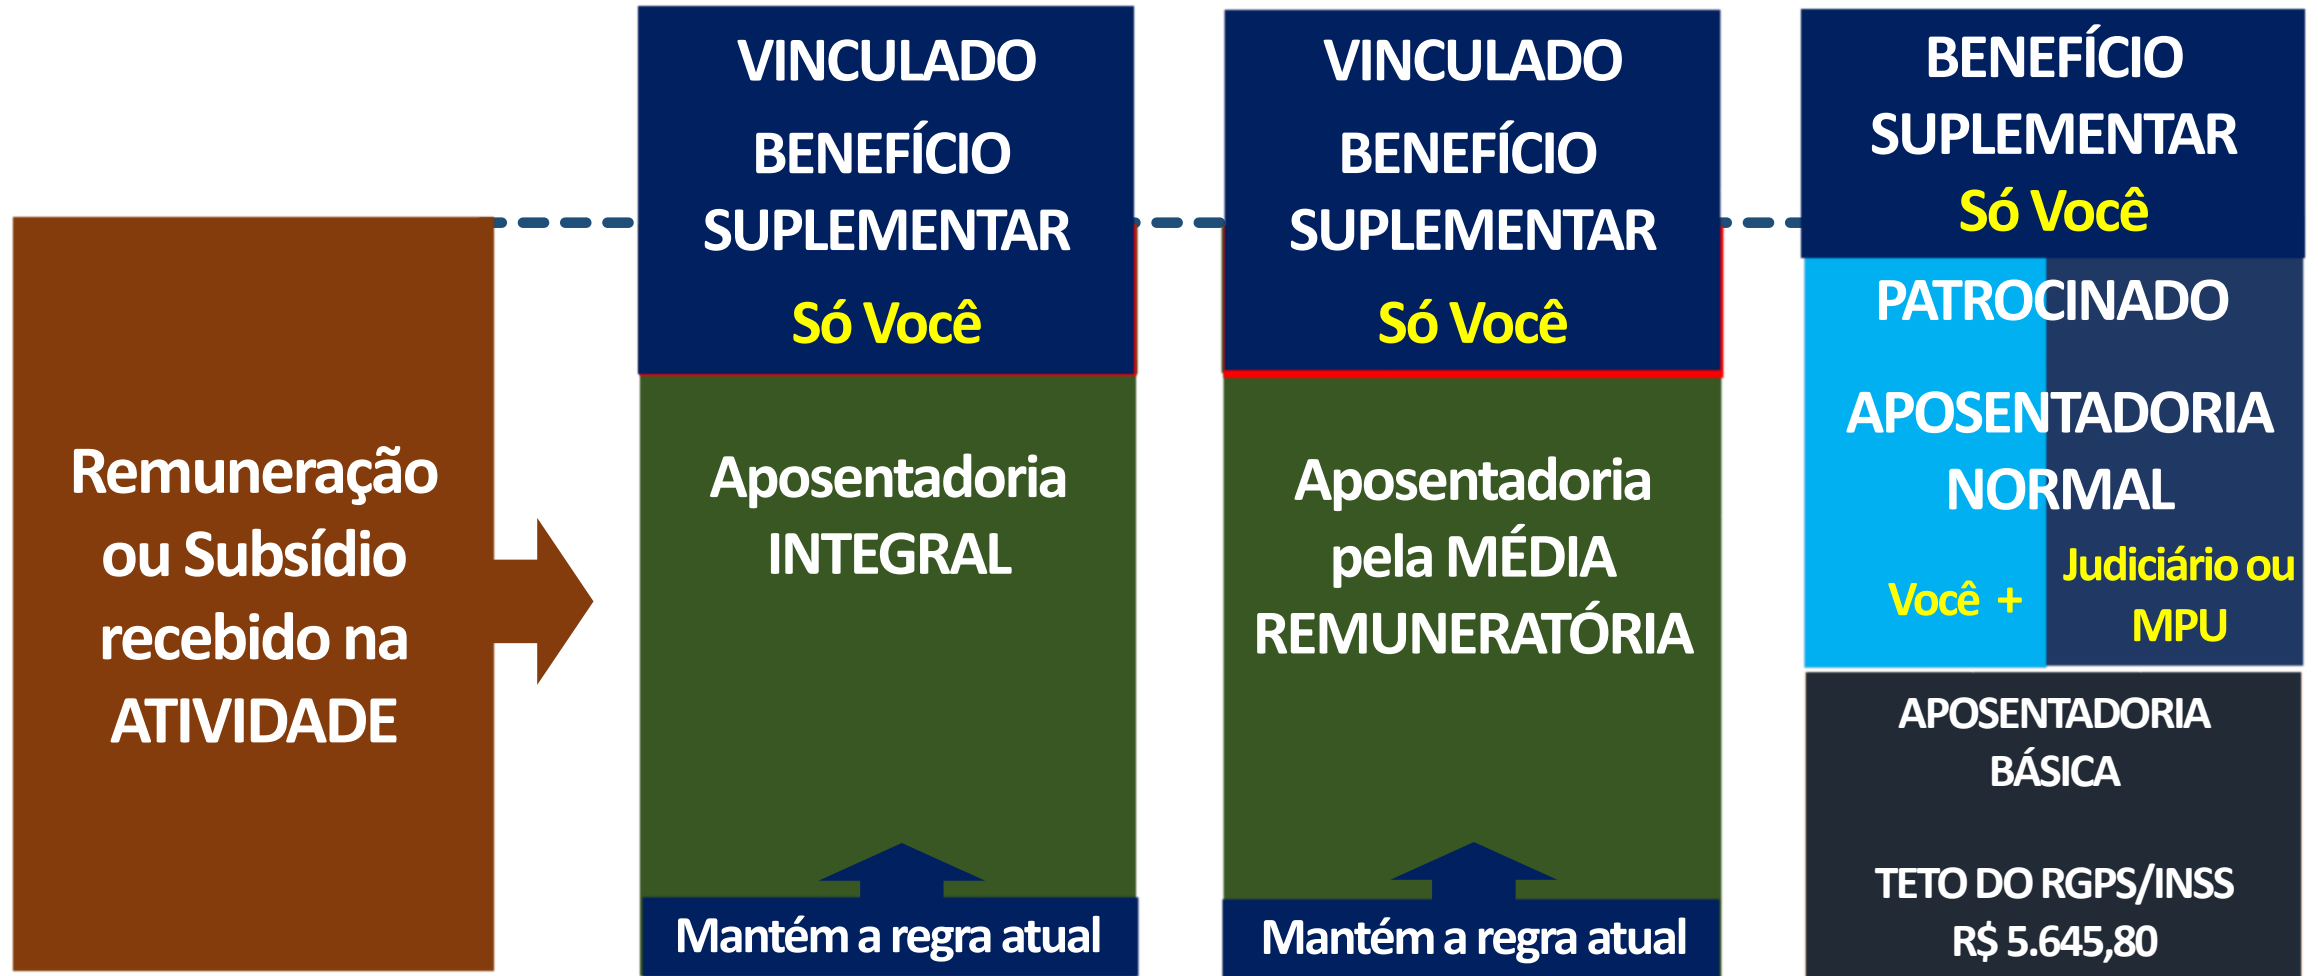 Remuneração
ou Subsídio
recebido na
ATIVIDADE
VINCULADO
BENEFÍCIO
SUPLEMENTAR
Só Você
Aposentadoria
INTEGRAL
Mantém a regra atual
VINCULADO
BENEFÍCIO
SUPLEMENTAR
Só Você
Aposentadoria
pela MÉDIA
REMUNERATÓRIA
Mantém a regra atual
BENEFÍCIO
SUPLEMENTAR
Só Você
PATROCINADO
APOSENTADORIA
NORMAL
Você +
Judiciário ou
MPU
APOSENTADORIA
BÁSICA
TETO DO RGPS/INSS
R$ 5.645,80